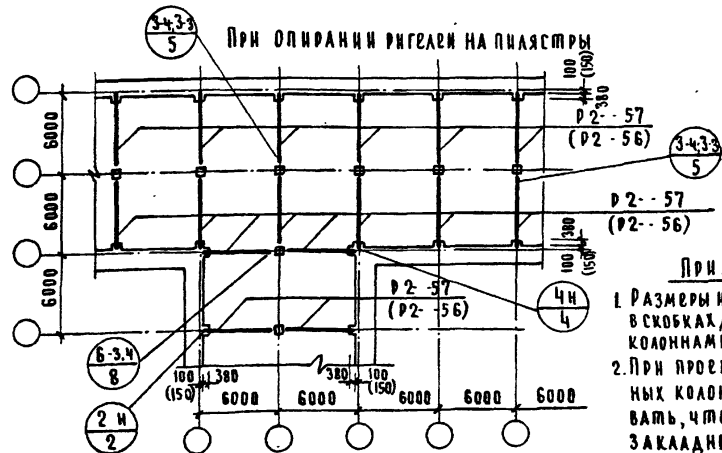 При опирании ригелей на пилястры
3-4;3-3
5
100
(150)
380
Р2--57
(Р2--56)
3-4;3-3
5
6000
6000
6000
Р2--57
(Р2--56)
380
100
(150)
Р2--57
(Р2--56)
4н
4
6-3,4
8
2н
2
100
(150)
380
380
100
(150)
6000
6000
6000
6000
6000
При
1. Размеры
в скобках,
колоннам
2. При прое
ных коло
вать, что
закладн